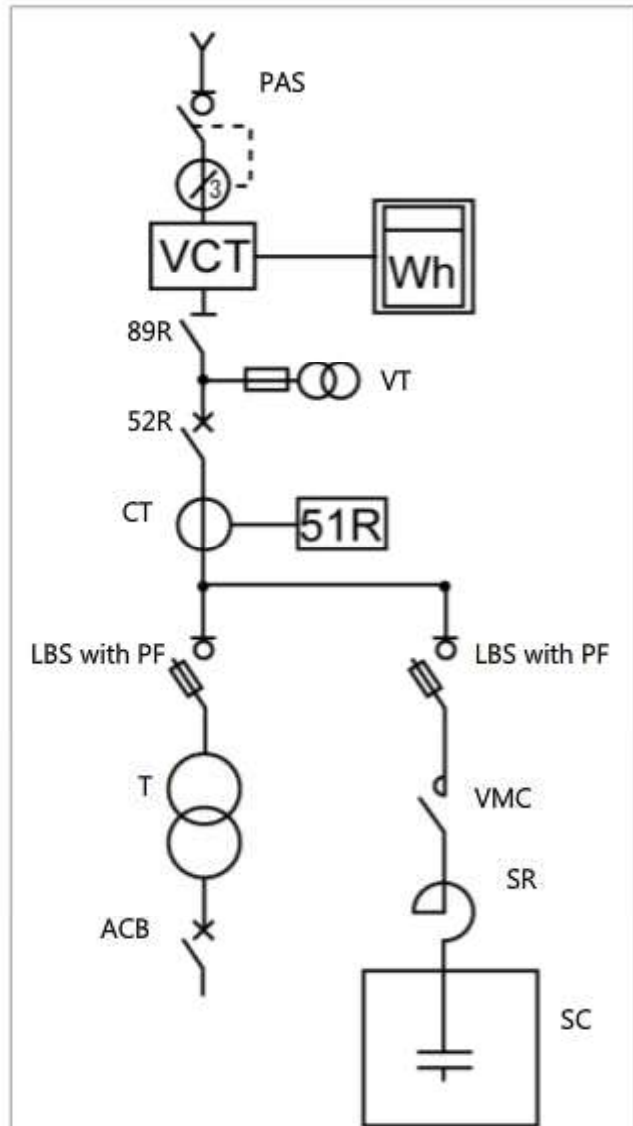 PAS
3
VCT
Wh
89R
VT
52R
CT
51R
LBS with PF
LBS with PF
T
VMC
SR
ACB
SC